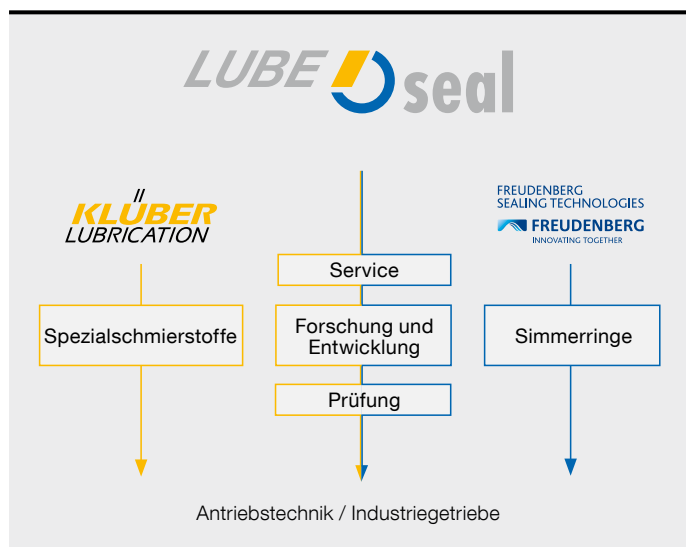 LUBE seal
KLÜBER
LUBRICATION
FREUDENBERG
SEALING TECHNOLOGIES
FREUDENBERG
INNOVATING TOGETHER
Service
Spezialschmierstoffe
Forschung und
Entwicklung
Simmerringe
Prüfung
Antriebstechnik / Industriegetriebe